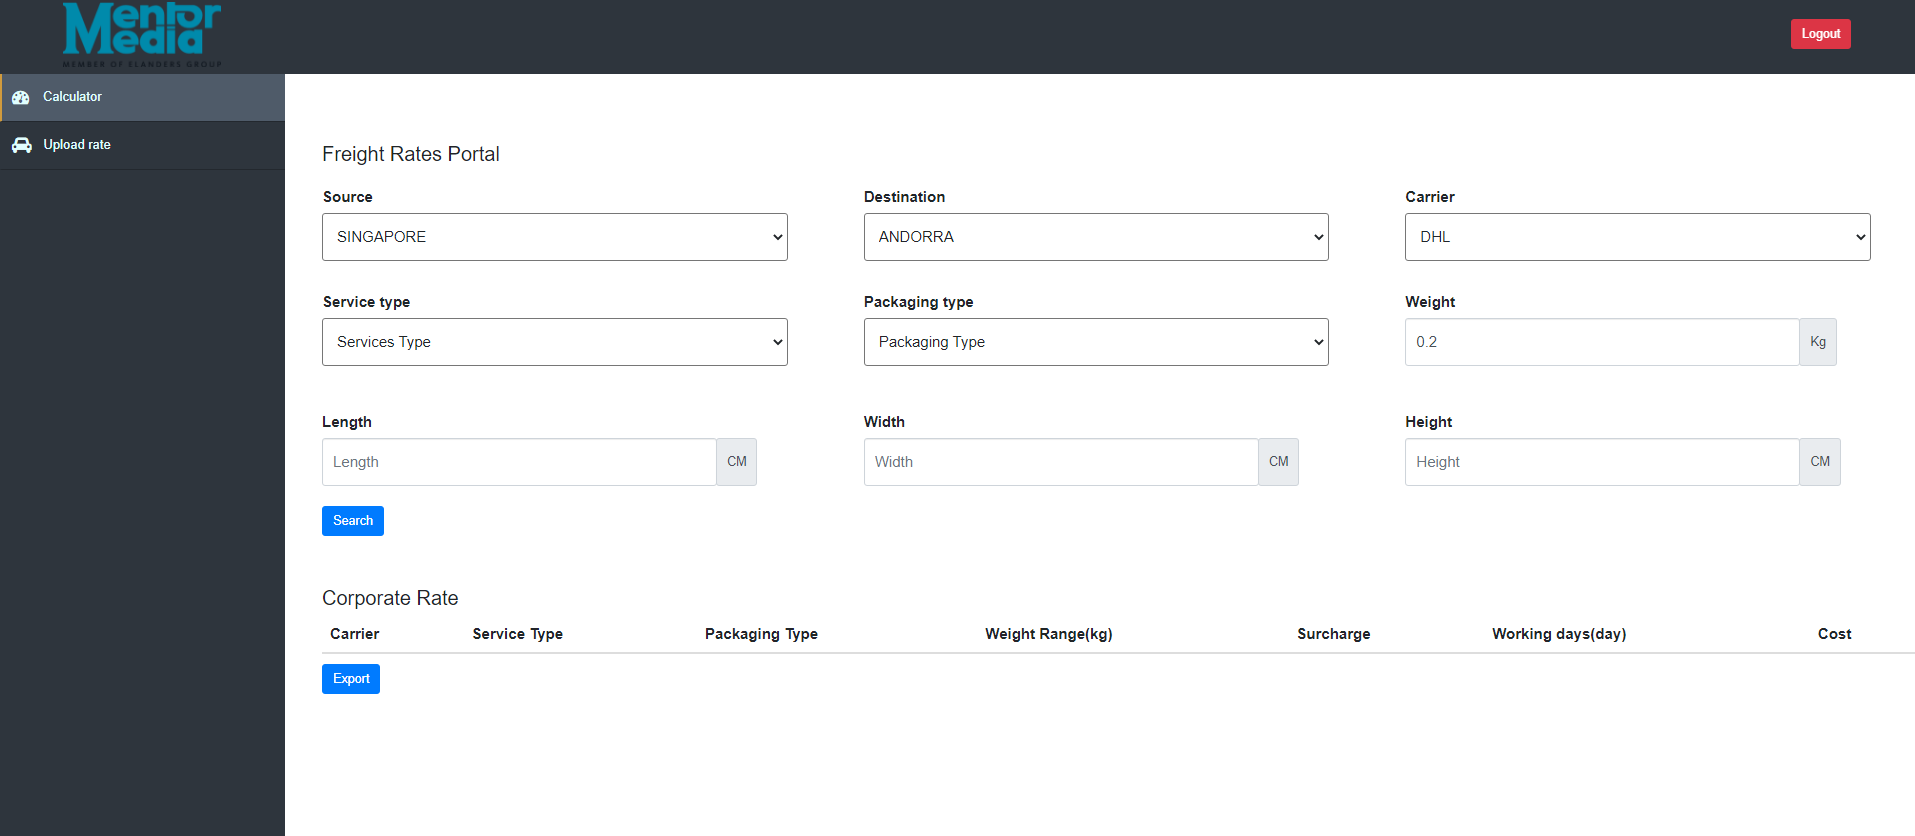 Mentor
Media
MEMBER OF ELANDERS GROUP
Logout
Calculator
Upload rate
Freight Rates Portal
Source Destination Carrier
SINGAPORE ANDORRA DHL
Service type Packaging type Weight
Services Type Packaging Type 0.2 Kg
Length Width Height
Length CM Width CM Height CM
Search
Corporate Rate
Carrier Service Type Packaging Type Weight Range(kg) Surcharge Working days(day) Cost
Export